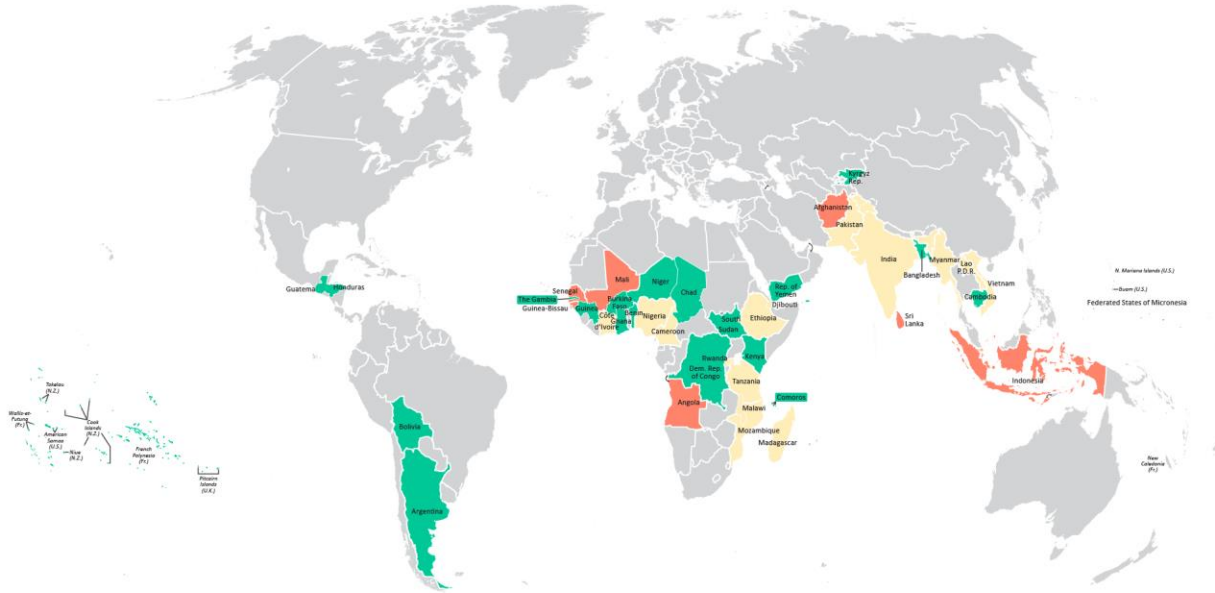 Kyrgyz
Rep.
Afghanistan
Pakistan
India
Myanmar
Lao
P.D.R.
Bangladesh
Vietnam
N. Mariana Islands (U.S.)
Guam (U.S.)
Federated States of Micronesia
Cambodia
Guatemala
Honduras
Mali
Niger
Chad
Rep. of
Yemen
Djibouti
Senegal
The Gambia
Guinea-Bissau
Guinea
Burkina
Faso
Benin
Côte
d'Ivoire
Ghana
Nigeria
Cameroon
South
Sudan
Ethiopia
Sri
Lanka
Rwanda
Kenya
Dem. Rep.
of Congo
Tanzania
Indonesia
Angola
Comoros
Malawi
Mozambique
Madagascar
Tokelau
(N.Z.)
Wallis-et-
Futuna
(Fr.)
American
Samoa
(U.S.)
Cook
Islands
(N.Z.)
Niue
(N.Z.)
French
Polynesia
(Fr.)
Pitcairn
Islands
(U.K.)
Bolivia
Argentina
New
Caledonia
(Fr.)